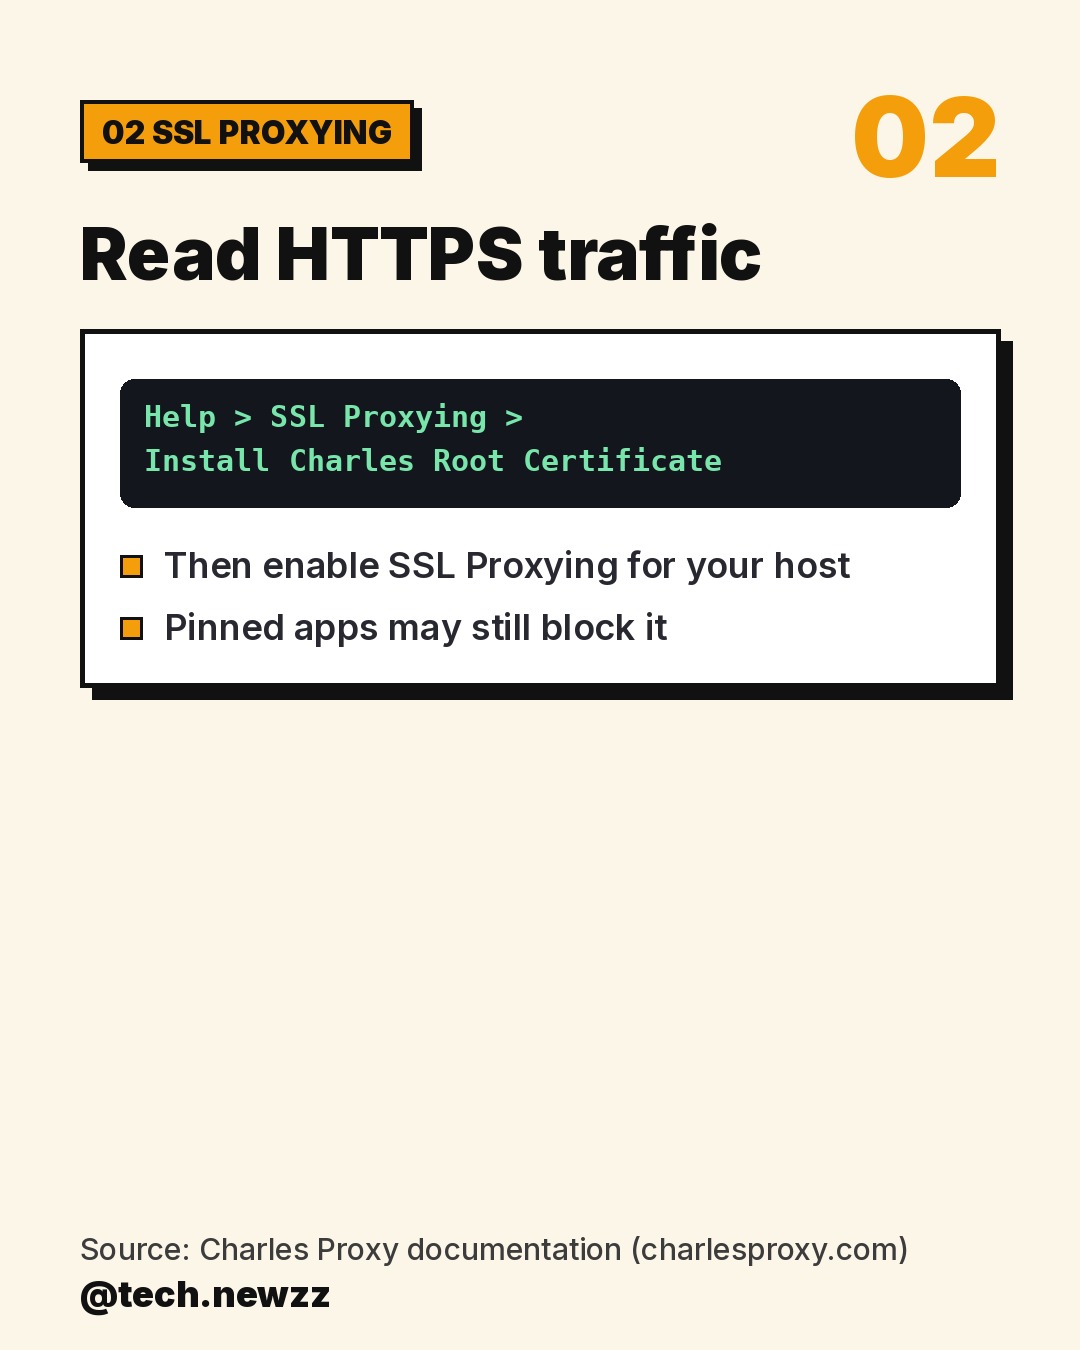 02 SSL PROXYING
02
Read HTTPS traffic
Help > SSL Proxying >
Install Charles Root Certificate
Then enable SSL Proxying for your host
Pinned apps may still block it
Source: Charles Proxy documentation (charlesproxy.com)
@tech.newzz